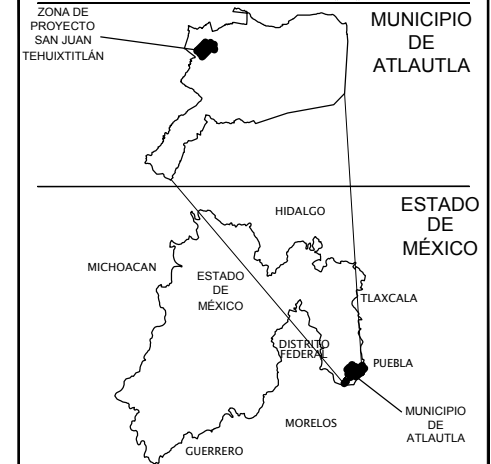 ZONA DE
PROYECTO
SAN JUAN
TEHUIXTITLÁN
MUNICIPIO
DE
ATLAUTLA
ESTADO
DE
MÉXICO
HIDALGO
MICHOACAN
ESTADO
DE
MÉXICO
TLAXCALA
DISTRITO
FEDERAL
PUEBLA
MORELOS
MUNICIPIO
DE
ATLAUTLA
GUERRERO